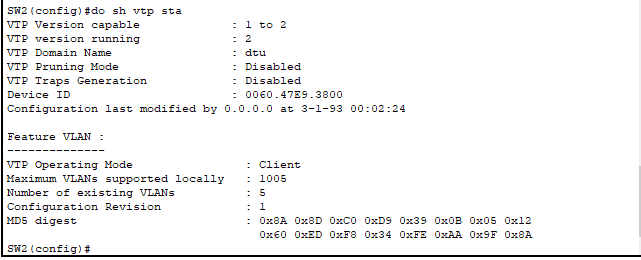 SW2(config)#do sh vtp sta
VTP Version capable : 1 to 2
VTP version running : 2
VTP Domain Name : dtu
VTP Pruning Mode : Disabled
VTP Traps Generation : Disabled
Device ID : 0060.47E9.3800
Configuration last modified by 0.0.0.0 at 3-1-93 00:02:24
Feature VLAN :
--------------
VTP Operating Mode : Client
Maximum VLANs supported locally : 1005
Number of existing VLANs : 5
Configuration Revision : 1
MD5 digest : 0x8A 0x8D 0xC0 0xD9 0x39 0x0B 0x05 0x12
0x60 0xED 0xF8 0x34 0xFE 0xAA 0x9F 0x8A
SW2(config)#